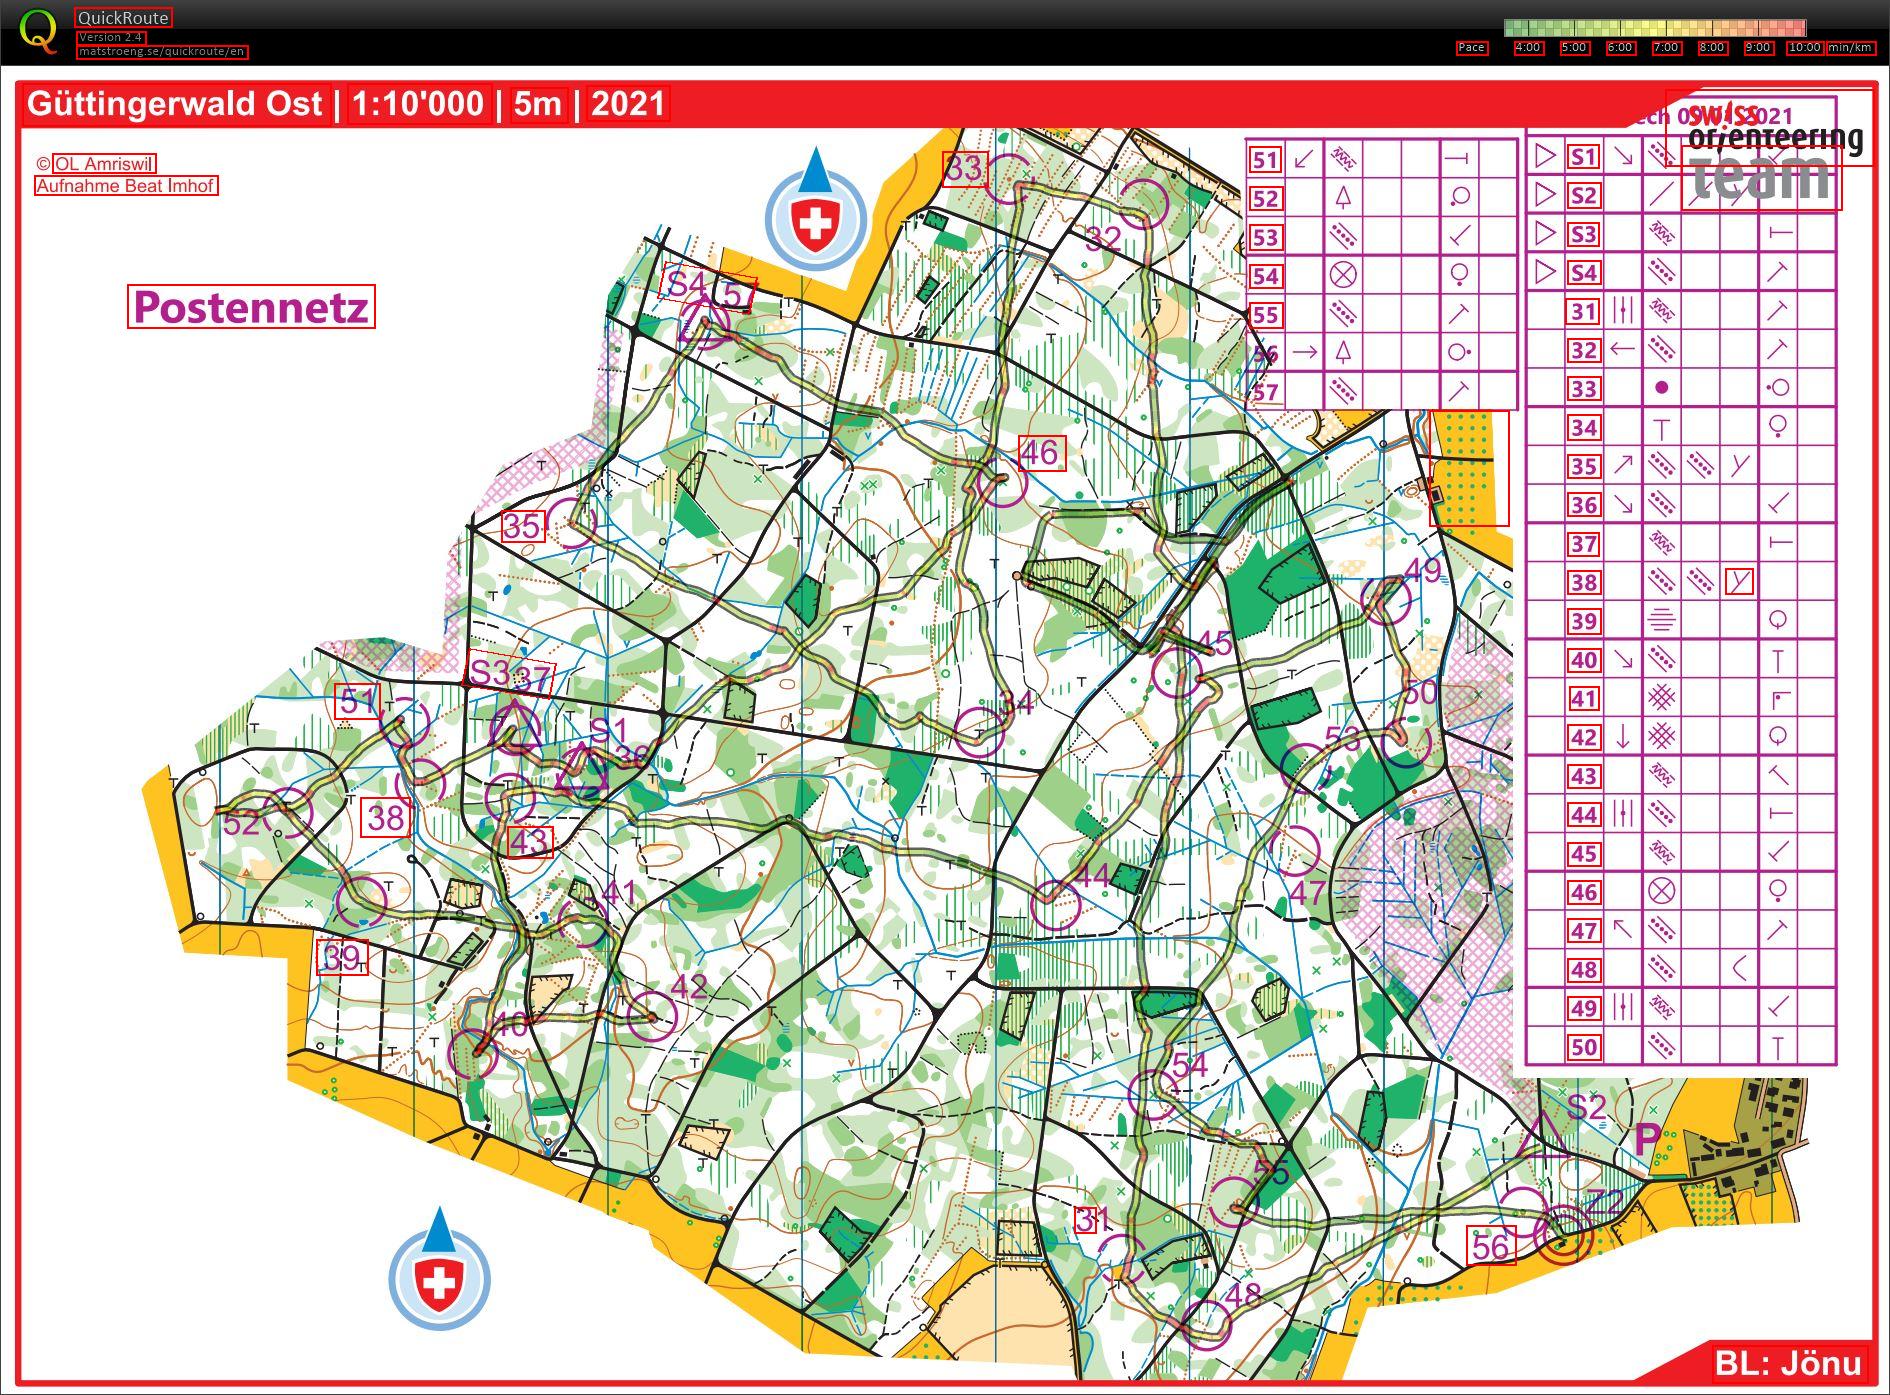 QuickRoute
Version 2.4
matstroeng.se/quickroute/en
Pace 4:00 5:00 6:00 7:00 8:00 9:00 10:00 min/km
Güttingerwald Ost | 1:10'000 | 5m | 2021
© OL Amriswil
Aufnahme Beat Imhof
Postennetz
swiss
orienteering
team
2021
51
52
53
54
55
56
57
S1
S2
S3
S4
31
32
33
34
35
36
37
38
39
40
41
42
43
44
45
46
47
48
49
50
33
32
S4
46
35
49
45
S3 37
51
34
50
S1
36
53
52
38
43
44
41
47
39
42
40
54
S2
P
55
72
31
56
48
BL: Jönu